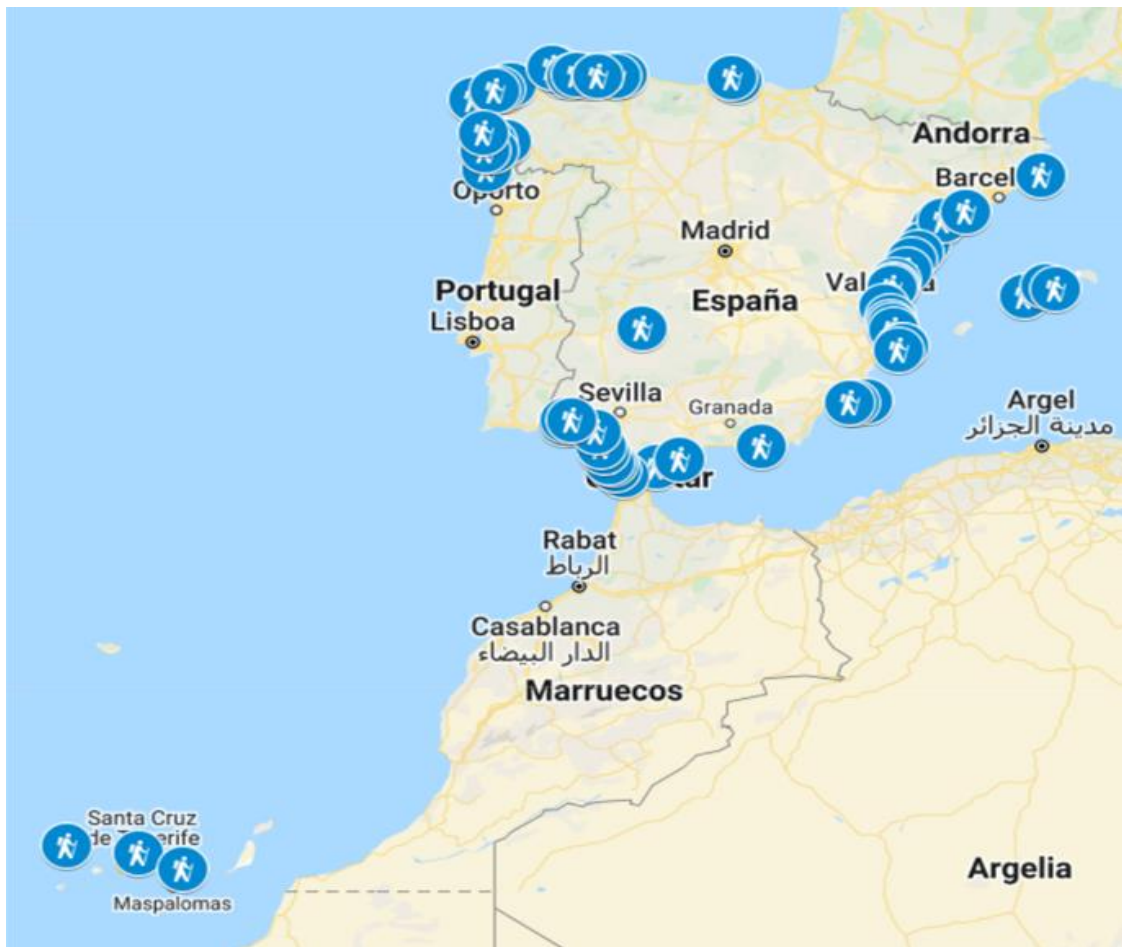 Andorra
Oporto
Barcel
Madrid
Portugal
España
Lisboa
Sevilla
Granada
Argel
مدينة الجزائر
Rabat
الرباط
Casablanca
الدار البيضاء
Marruecos
Santa Cruz
Maspalomas
Argelia